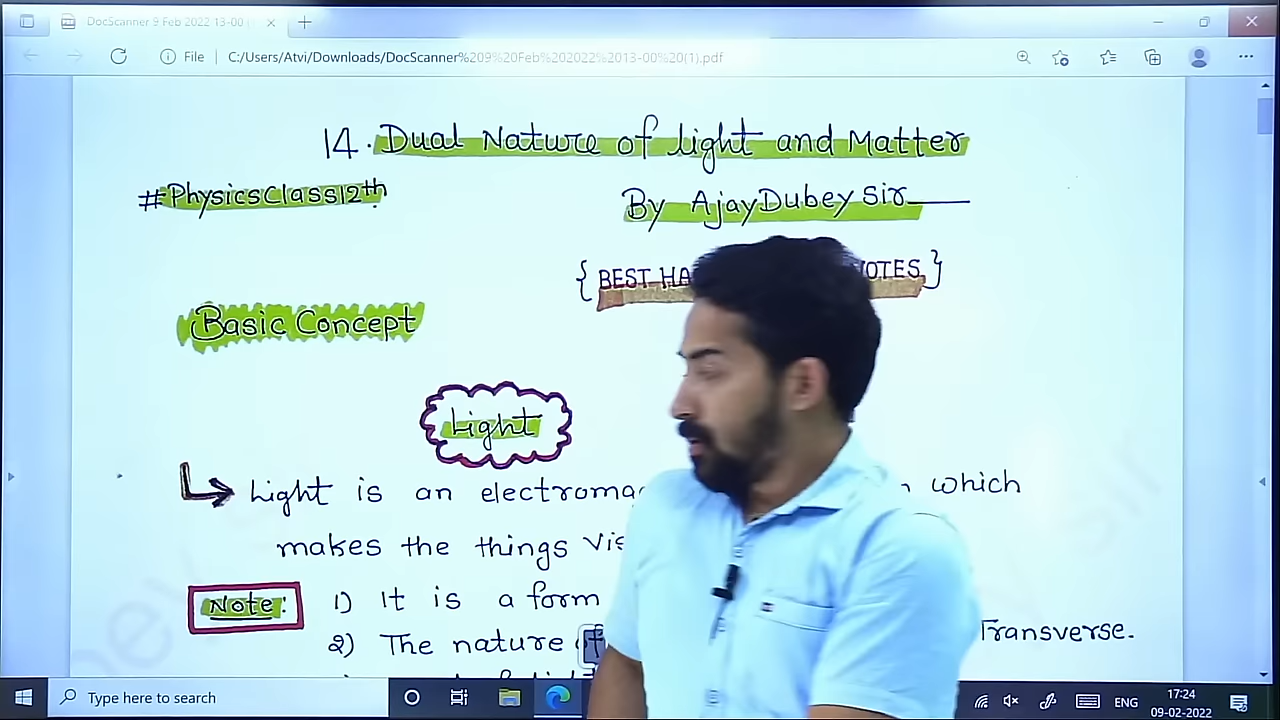 DocScanner 9 Feb 2022 13-00
File C:/Users/Atvi/Downloads/DocScanner%209%20Feb%202022%2013-00%20(1).pdf
14. Dual Nature of Light and Matter
#PhysicsClass12th
By AjayDubey Sir
{ BEST HA OTES }
Basic Concept
Light
Light is an electroma which
makes the things vis
Note: 1) It is a form
2) The nature of Transverse.
Type here to search
ENG
17:24
09-02-2022